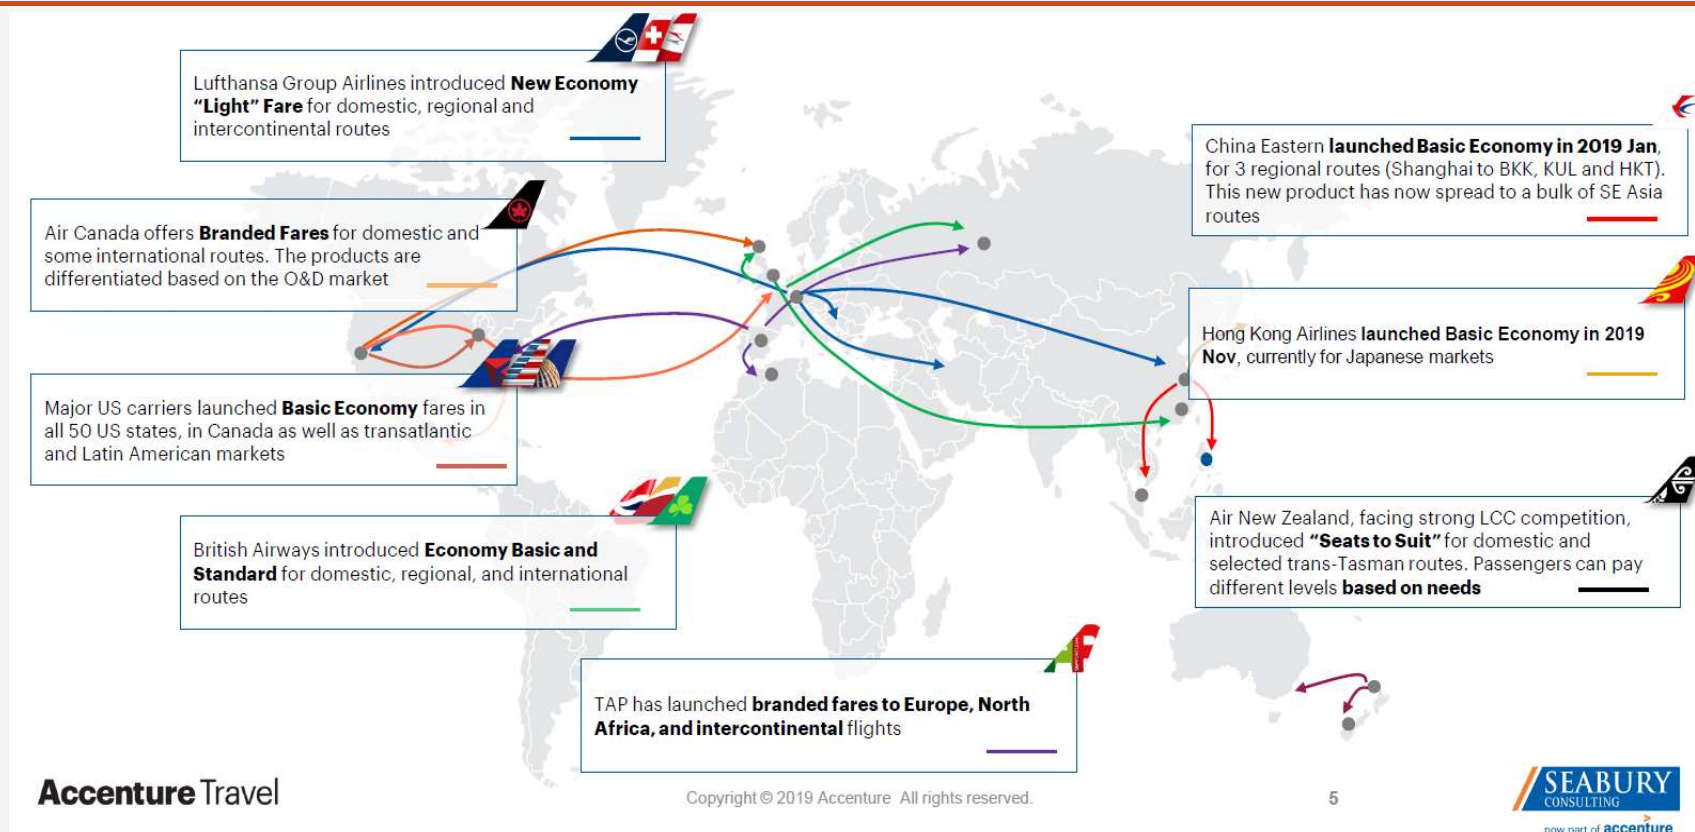 Lufthansa Group Airlines introduced New Economy
“Light” Fare for domestic, regional and
intercontinental routes
China Eastern launched Basic Economy in 2019 Jan,
for 3 regional routes (Shanghai to BKK, KUL and HKT).
This new product has now spread to a bulk of SE Asia
routes
Air Canada offers Branded Fares for domestic and
some international routes. The products are
differentiated based on the O&D market
Hong Kong Airlines launched Basic Economy in 2019
Nov, currently for Japanese markets
Major US carriers launched Basic Economy fares in
all 50 US states, in Canada as well as transatlantic
and Latin American markets
British Airways introduced Economy Basic and
Standard for domestic, regional, and international
routes
Air New Zealand, facing strong LCC competition,
introduced “Seats to Suit” for domestic and
selected trans-Tasman routes. Passengers can pay
different levels based on needs
TAP has launched branded fares to Europe, North
Africa, and intercontinental flights
Accenture Travel
Copyright © 2019 Accenture All rights reserved.
5
SEABURY
CONSULTING
now part of accenture